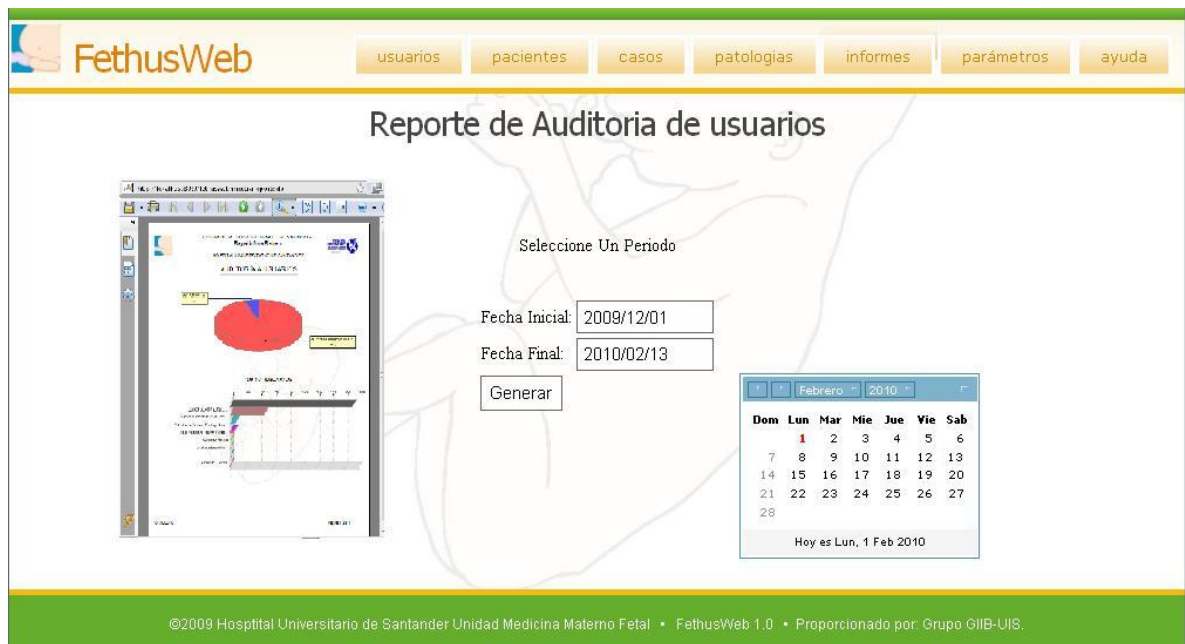 FethusWeb
usuarios pacientes casos patologias informes parámetros ayuda
Reporte de Auditoria de usuarios
Seleccione Un Periodo
Fecha Inicial: 2009/12/01
Fecha Final: 2010/02/13
Generar
Febrero 2010
Dom Lun Mar Mie Jue Vie Sab
1 2 3 4 5 6
7 8 9 10 11 12 13
14 15 16 17 18 19 20
21 22 23 24 25 26 27
28
Hoy es Lun, 1 Feb 2010
©2009 Hosptital Universitario de Santander Unidad Medicina Materno Fetal • FethusWeb 1.0 • Proporcionado por: Grupo GIIB-UIS.